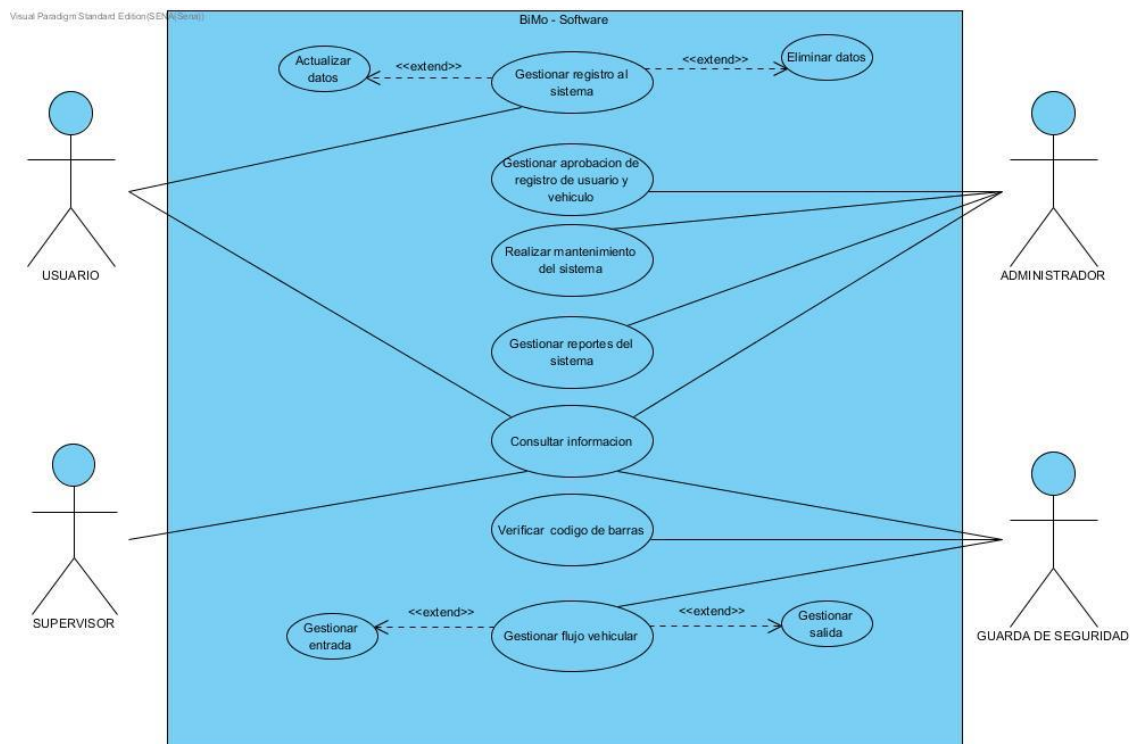 Visual Paradigm Standard Edition(SENA(Sena))
BiMo - Software
Actualizar
datos
<<extend>>
Gestionar registro al
sistema
<<extend>>
Eliminar datos
Gestionar aprobacion de
registro de usuario y
vehiculo
Realizar mantenimiento
del sistema
USUARIO
ADMINISTRADOR
Gestionar reportes del
sistema
Consultar informacion
Verificar codigo de barras
SUPERVISOR
GUARDA DE SEGURIDAD
Gestionar
entrada
<<extend>>
Gestionar flujo vehicular
<<extend>>
Gestionar
salida